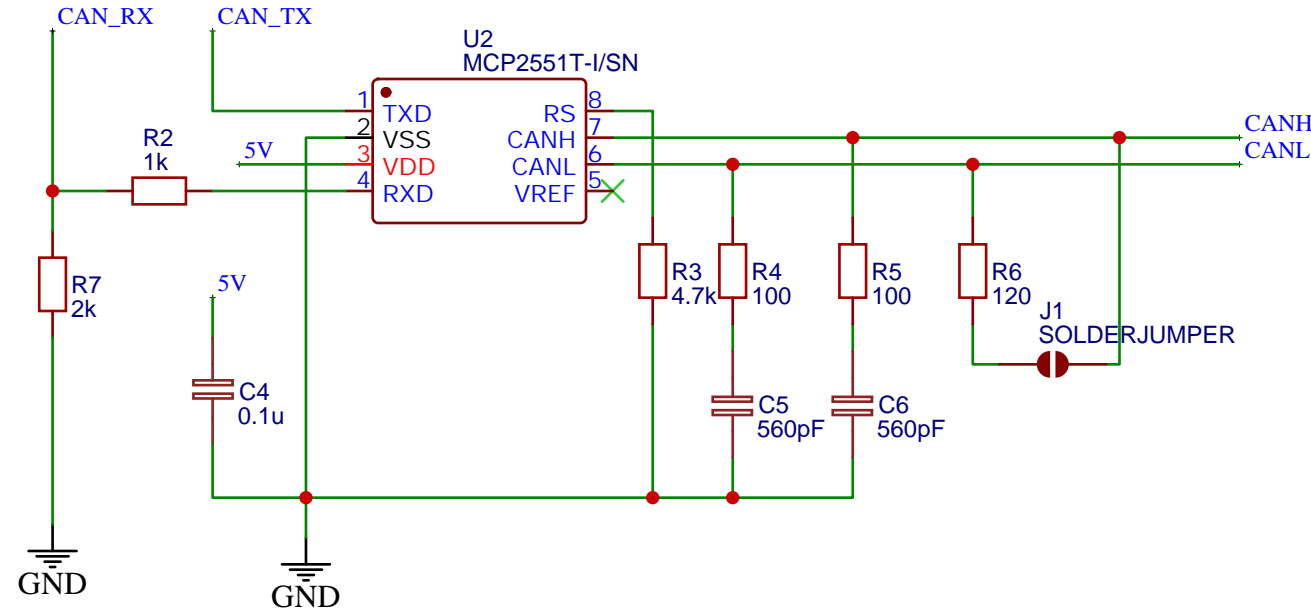 CAN_RX
CAN_TX
U2
MCP2551T-I/SN
1
TXD
2
VSS
3
VDD
4
RXD
RS
8
CANH
7
CANL
6
VREF
5
CANH
CANL
R2
1k
5V
R7
2k
5V
C4
0.1u
R3
4.7k
R4
100
R5
100
R6
120
J1
SOLDERJUMPER
C5
560pF
C6
560pF
GND
GND